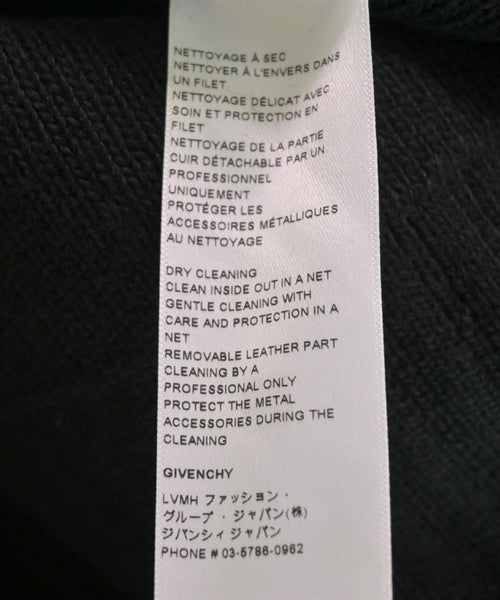 NETTOYAGE À SEC
NETTOYER À L'ENVERS DANS
UN FILET
NETTOYAGE DÉLICAT AVEC
SOIN ET PROTECTION EN
FILET
NETTOYAGE DE LA PARTIE
CUIR DÉTACHABLE PAR UN
PROFESSIONNEL
UNIQUEMENT
PROTÉGER LES
ACCESSOIRES MÉTALLIQUES
AU NETTOYAGE
DRY CLEANING
CLEAN INSIDE OUT IN A NET
GENTLE CLEANING WITH
CARE AND PROTECTION IN A
NET
REMOVABLE LEATHER PART
CLEANING BY A
PROFESSIONAL ONLY
PROTECT THE METAL
ACCESSORIES DURING THE
CLEANING
GIVENCHY
LVMH ファッション・
グループ・ジャパン(株)
ジバンシィ ジャパン
PHONE # 03-5786-0962